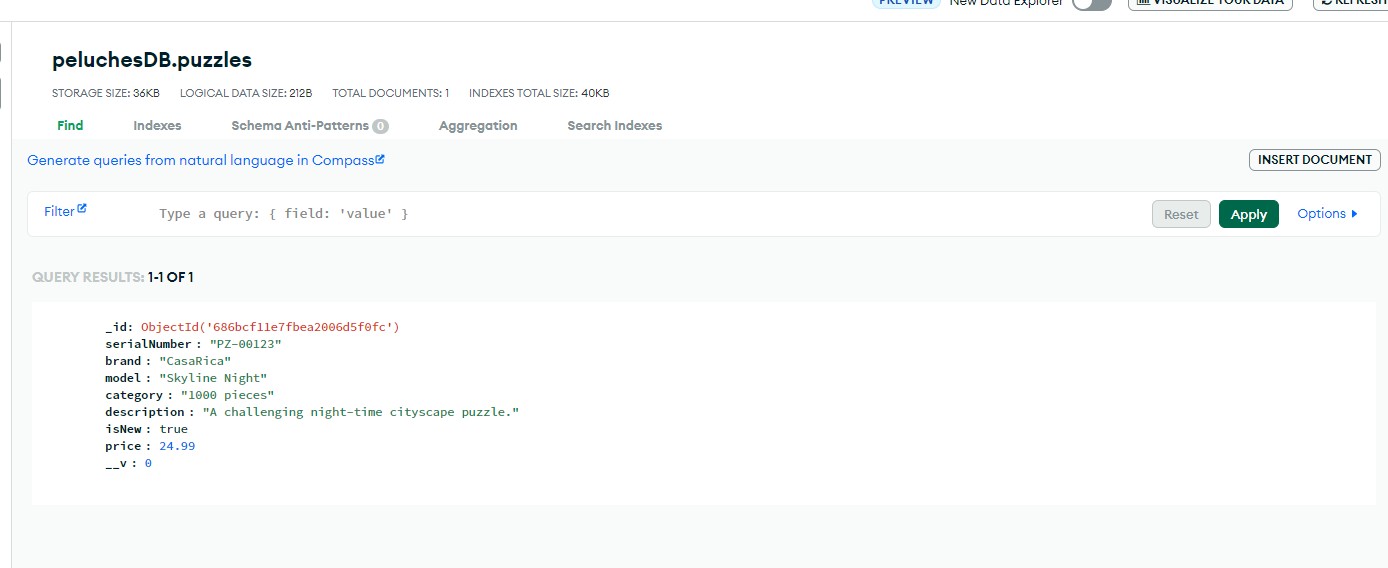 PREVIEW New Data Explorer VISUALIZE YOUR DATA REFRESH
peluchesDB.puzzles
STORAGE SIZE: 36KB LOGICAL DATA SIZE: 212B TOTAL DOCUMENTS: 1 INDEXES TOTAL SIZE: 40KB
Find Indexes Schema Anti-Patterns 0 Aggregation Search Indexes
Generate queries from natural language in Compass
INSERT DOCUMENT
Filter Type a query: { field: 'value' } Reset Apply Options
QUERY RESULTS: 1-1 OF 1
_id: ObjectId('686bcf11e7fbea2006d5f0fc')
serialNumber : "PZ-00123"
brand : "CasaRica"
model : "Skyline Night"
category : "1000 pieces"
description : "A challenging night-time cityscape puzzle."
isNew : true
price : 24.99
__v : 0